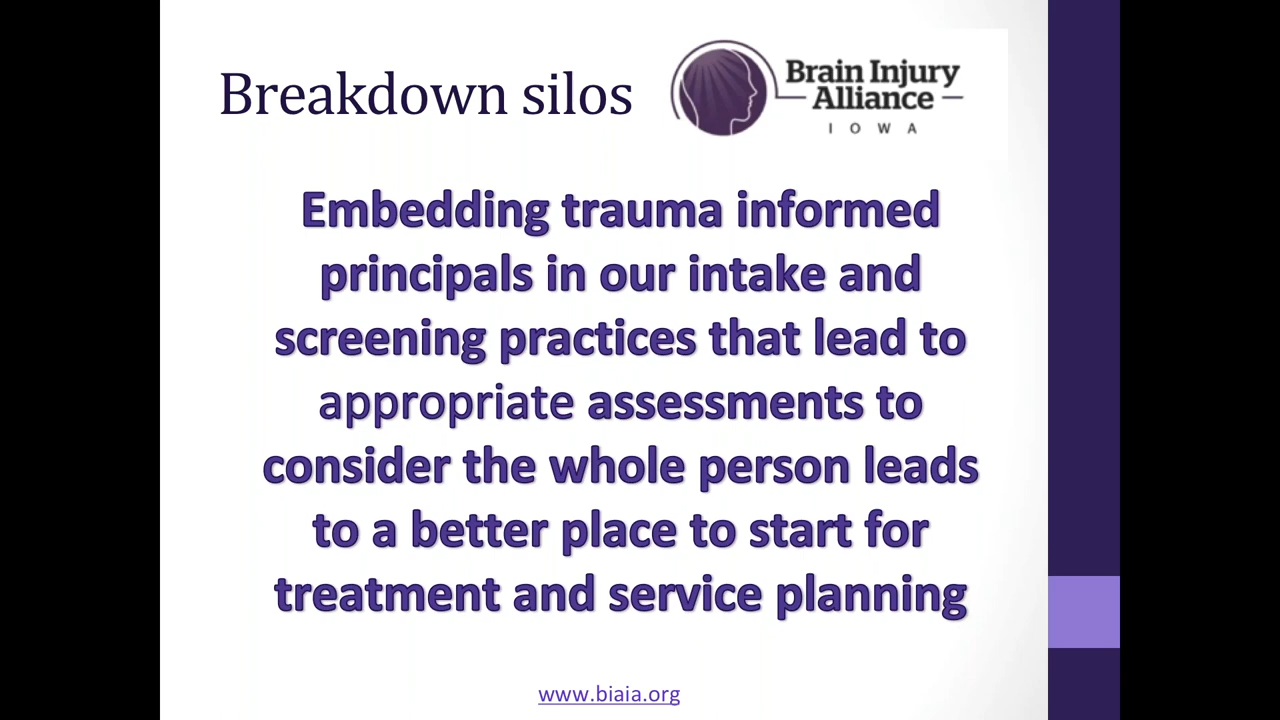 Breakdown silos
Brain Injury
Alliance
IOWA
Embedding trauma informed
principals in our intake and
screening practices that lead to
appropriate assessments to
consider the whole person leads
to a better place to start for
treatment and service planning
www.biaia.org